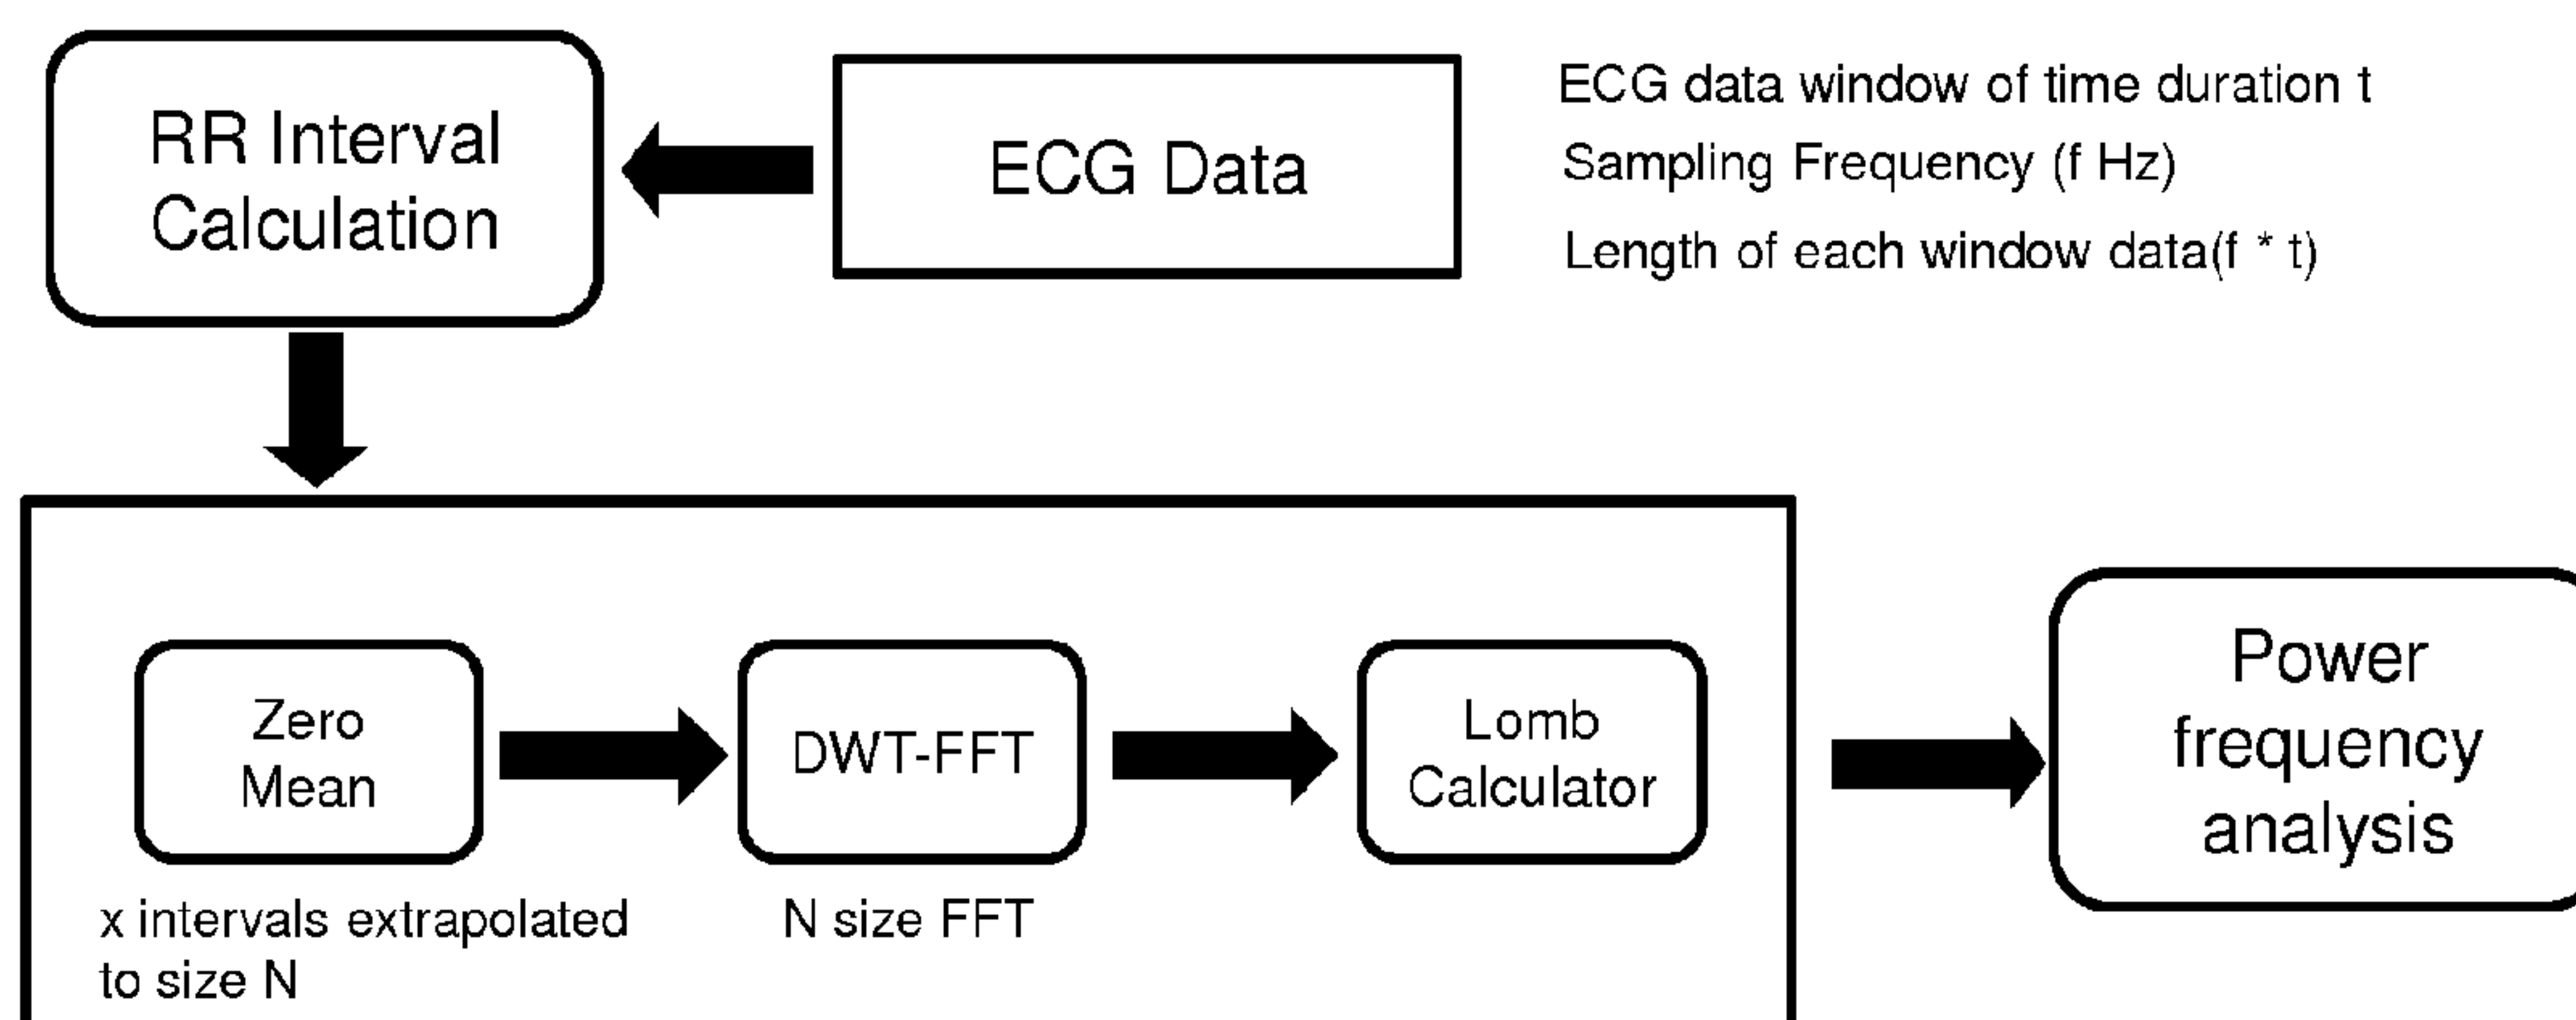 RR Interval
Calculation
ECG Data
ECG data window of time duration t
Sampling Frequency (f Hz)
Length of each window data(f * t)
Zero
Mean
DWT-FFT
Lomb
Calculator
Power
frequency
analysis
x intervals extrapolated
to size N
N size FFT